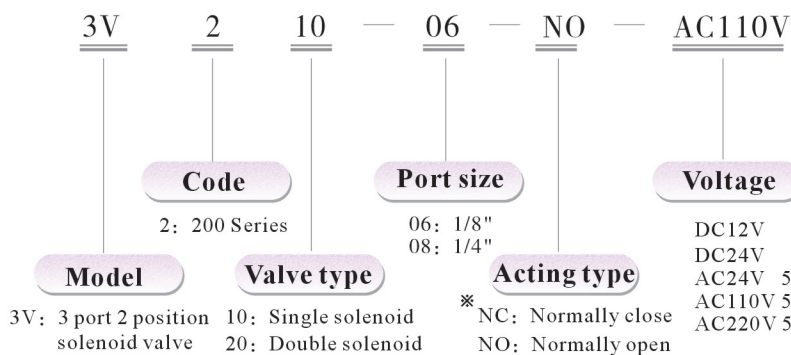 3V 2 10 — 06 — NO — AC110V
Code
2: 200 Series
Port size
06: 1/8"
08: 1/4"
Voltage
DC12V
DC24V
AC24V 5
AC110V 5
AC220V 5
Model
3V: 3 port 2 position
solenoid valve
Valve type
10: Single solenoid
20: Double solenoid
Acting type
※
NC: Normally close
NO: Normally open